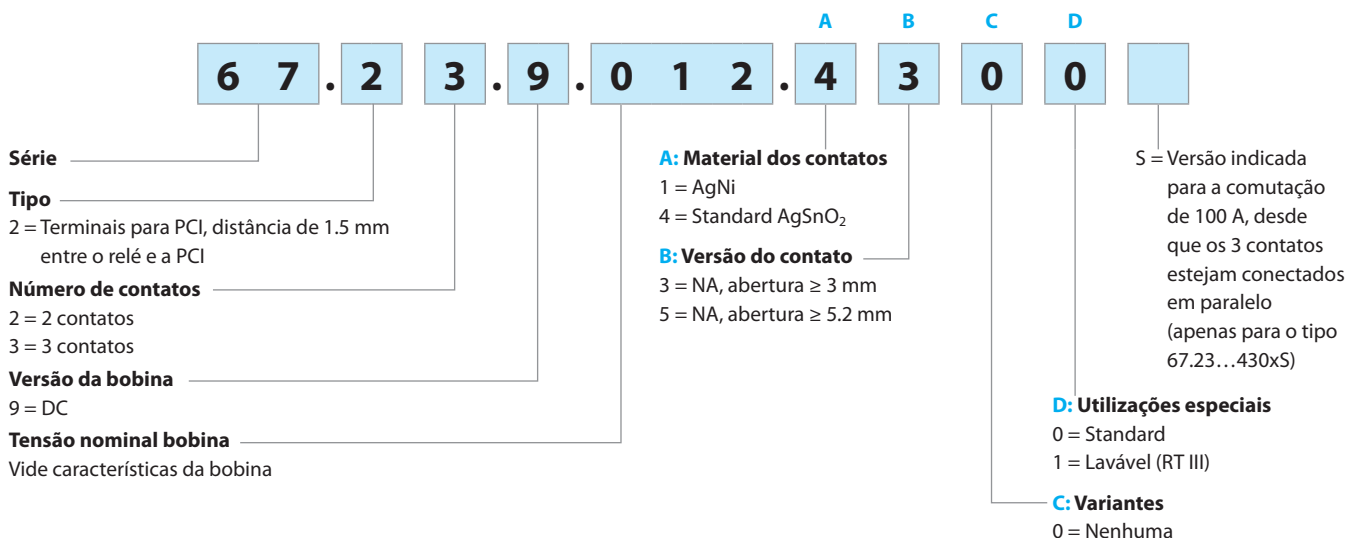 A B C D
6 7 . 2 3 . 9 . 0 1 2 . 4 3 0 0
Série
Tipo
2 = Terminais para PCI, distância de 1.5 mm
entre o relé e a PCI
Número de contatos
2 = 2 contatos
3 = 3 contatos
Versão da bobina
9 = DC
Tensão nominal bobina
Vide características da bobina
A: Material dos contatos
1 = AgNi
4 = Standard AgSnO₂
B: Versão do contato
3 = NA, abertura ≥ 3 mm
5 = NA, abertura ≥ 5.2 mm
S = Versão indicada
para a comutação
de 100 A, desde
que os 3 contatos
estejam conectados
em paralelo
(apenas para o tipo
67.23…430xS)
D: Utilizações especiais
0 = Standard
1 = Lavável (RT III)
C: Variantes
0 = Nenhuma